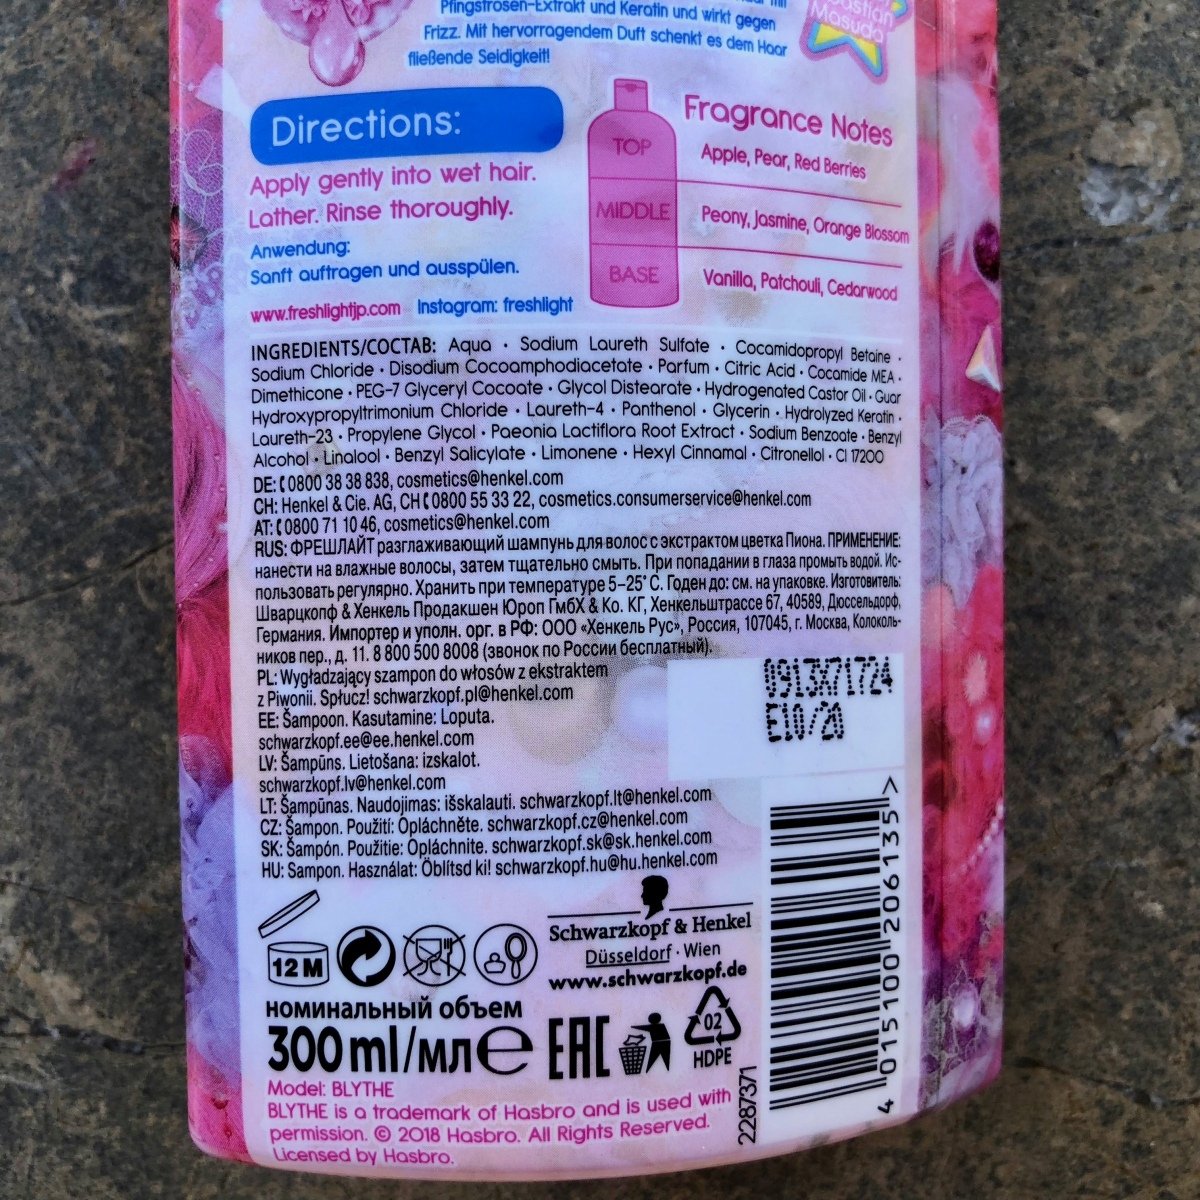 Pfingstrosen-Extrakt und Keratin und wirkt gegen
Frizz. Mit hervorragendem Duft schenkt es dem Haar
fließende Seidigkeit!
Masuda
Directions:
Apply gently into wet hair.
Lather. Rinse thoroughly.
Anwendung:
Sanft auftragen und ausspülen.
www.freshlightjp.com Instagram: freshlight
Fragrance Notes
TOP
Apple, Pear, Red Berries
MIDDLE
Peony, Jasmine, Orange Blossom
BASE
Vanilla, Patchouli, Cedarwood
INGREDIENTS/СОСТАВ: Aqua · Sodium Laureth Sulfate · Cocamidopropyl Betaine ·
Sodium Chloride · Disodium Cocoamphodiacetate · Parfum · Citric Acid · Cocamide MEA ·
Dimethicone · PEG-7 Glyceryl Cocoate · Glycol Distearate · Hydrogenated Castor Oil · Guar
Hydroxypropyltrimonium Chloride · Laureth-4 · Panthenol · Glycerin · Hydrolyzed Keratin ·
Laureth-23 · Propylene Glycol · Paeonia Lactiflora Root Extract · Sodium Benzoate · Benzyl
Alcohol · Linalool · Benzyl Salicylate · Limonene · Hexyl Cinnamal · Citronellol · CI 17200
DE: 0800 38 38 838, cosmetics@henkel.com
CH: Henkel & Cie. AG, CH 0800 55 33 22, cosmetics.consumerservice@henkel.com
AT: 0800 71 10 46, cosmetics@henkel.com
RUS: ФРЕШЛАЙТ разглаживающий шампунь для волос с экстрактом цветка Пиона. ПРИМЕНЕНИЕ:
нанести на влажные волосы, затем тщательно смыть. При попадании в глаза промыть водой. Ис-
пользовать регулярно. Хранить при температуре 5–25° С. Годен до: см. на упаковке. Изготовитель:
Шварцкопф & Хенкель Продакшен Юроп ГмбХ & Ко. КГ, Хенкельштрассе 67, 40589, Дюссельдорф,
Германия. Импортер и уполн. орг. в РФ: ООО «Хенкель Рус», Россия, 107045, г. Москва, Колоколь-
ников пер., д. 11. 8 800 500 8008 (звонок по России бесплатный).
PL: Wygładzający szampon do włosów z ekstraktem
z Piwonii. Spłucz! schwarzkopf.pl@henkel.com
EE: Šampoon. Kasutamine: Loputa.
schwarzkopf.ee@ee.henkel.com
LV: Šampūns. Lietošana: izskalot.
schwarzkopf.lv@henkel.com
LT: Šampūnas. Naudojimas: išskalauti. schwarzkopf.lt@henkel.com
CZ: Šampon. Použití: Opláchněte. schwarzkopf.cz@henkel.com
SK: Šampón. Použitie: Opláchnite. schwarzkopf.sk@sk.henkel.com
HU: Sampon. Használat: Öblítsd ki! schwarzkopf.hu@hu.henkel.com
0913X71724
E10/20
12 M
Schwarzkopf & Henkel
Düsseldorf · Wien
www.schwarzkopf.de
номинальный объем
300 ml/мл ℮
EAC
02
HDPE
Model: BLYTHE
BLYTHE is a trademark of Hasbro and is used with
permission. © 2018 Hasbro. All Rights Reserved.
Licensed by Hasbro.
2287371
4 015100 206135 >